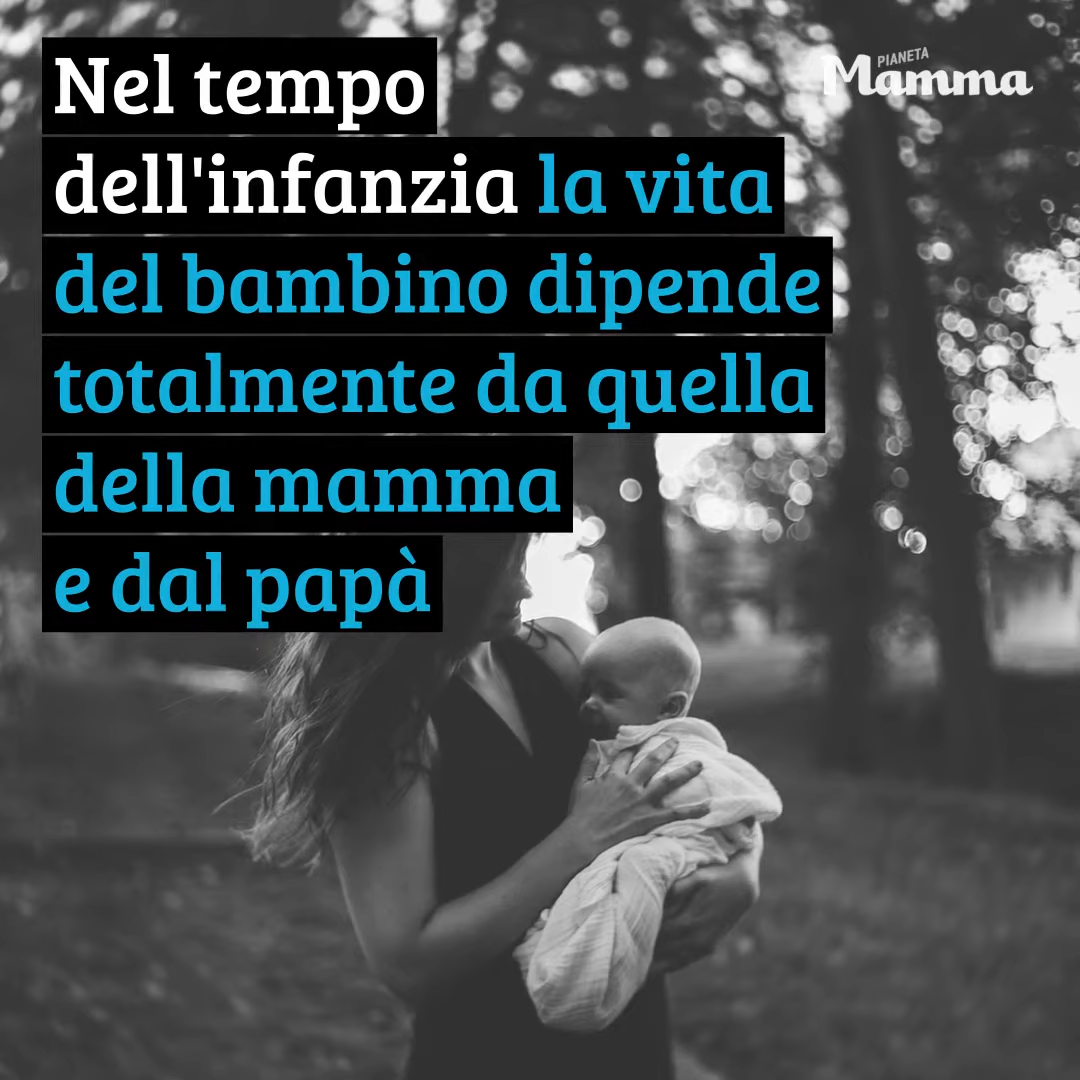 Nel tempo
dell'infanzia la vita
del bambino dipende
totalmente da quella
della mamma
e dal papà
PIANETA
Mamma